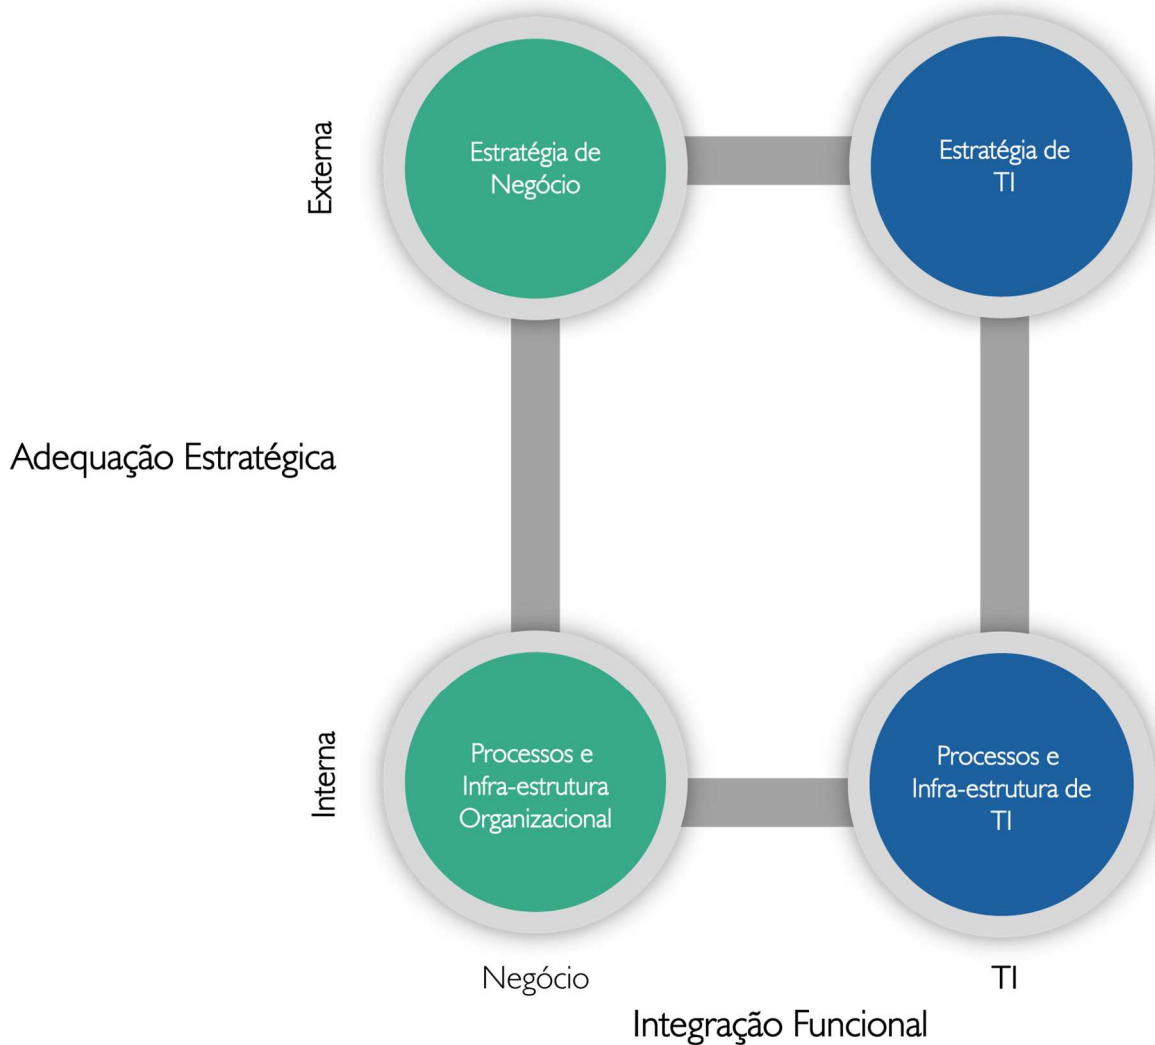 Externa
Estratégia de
Negócio
Estratégia de
TI
Adequação Estratégica
Interna
Processos e
Infra-estrutura
Organizacional
Processos e
Infra-estrutura de
TI
Negócio
TI
Integração Funcional